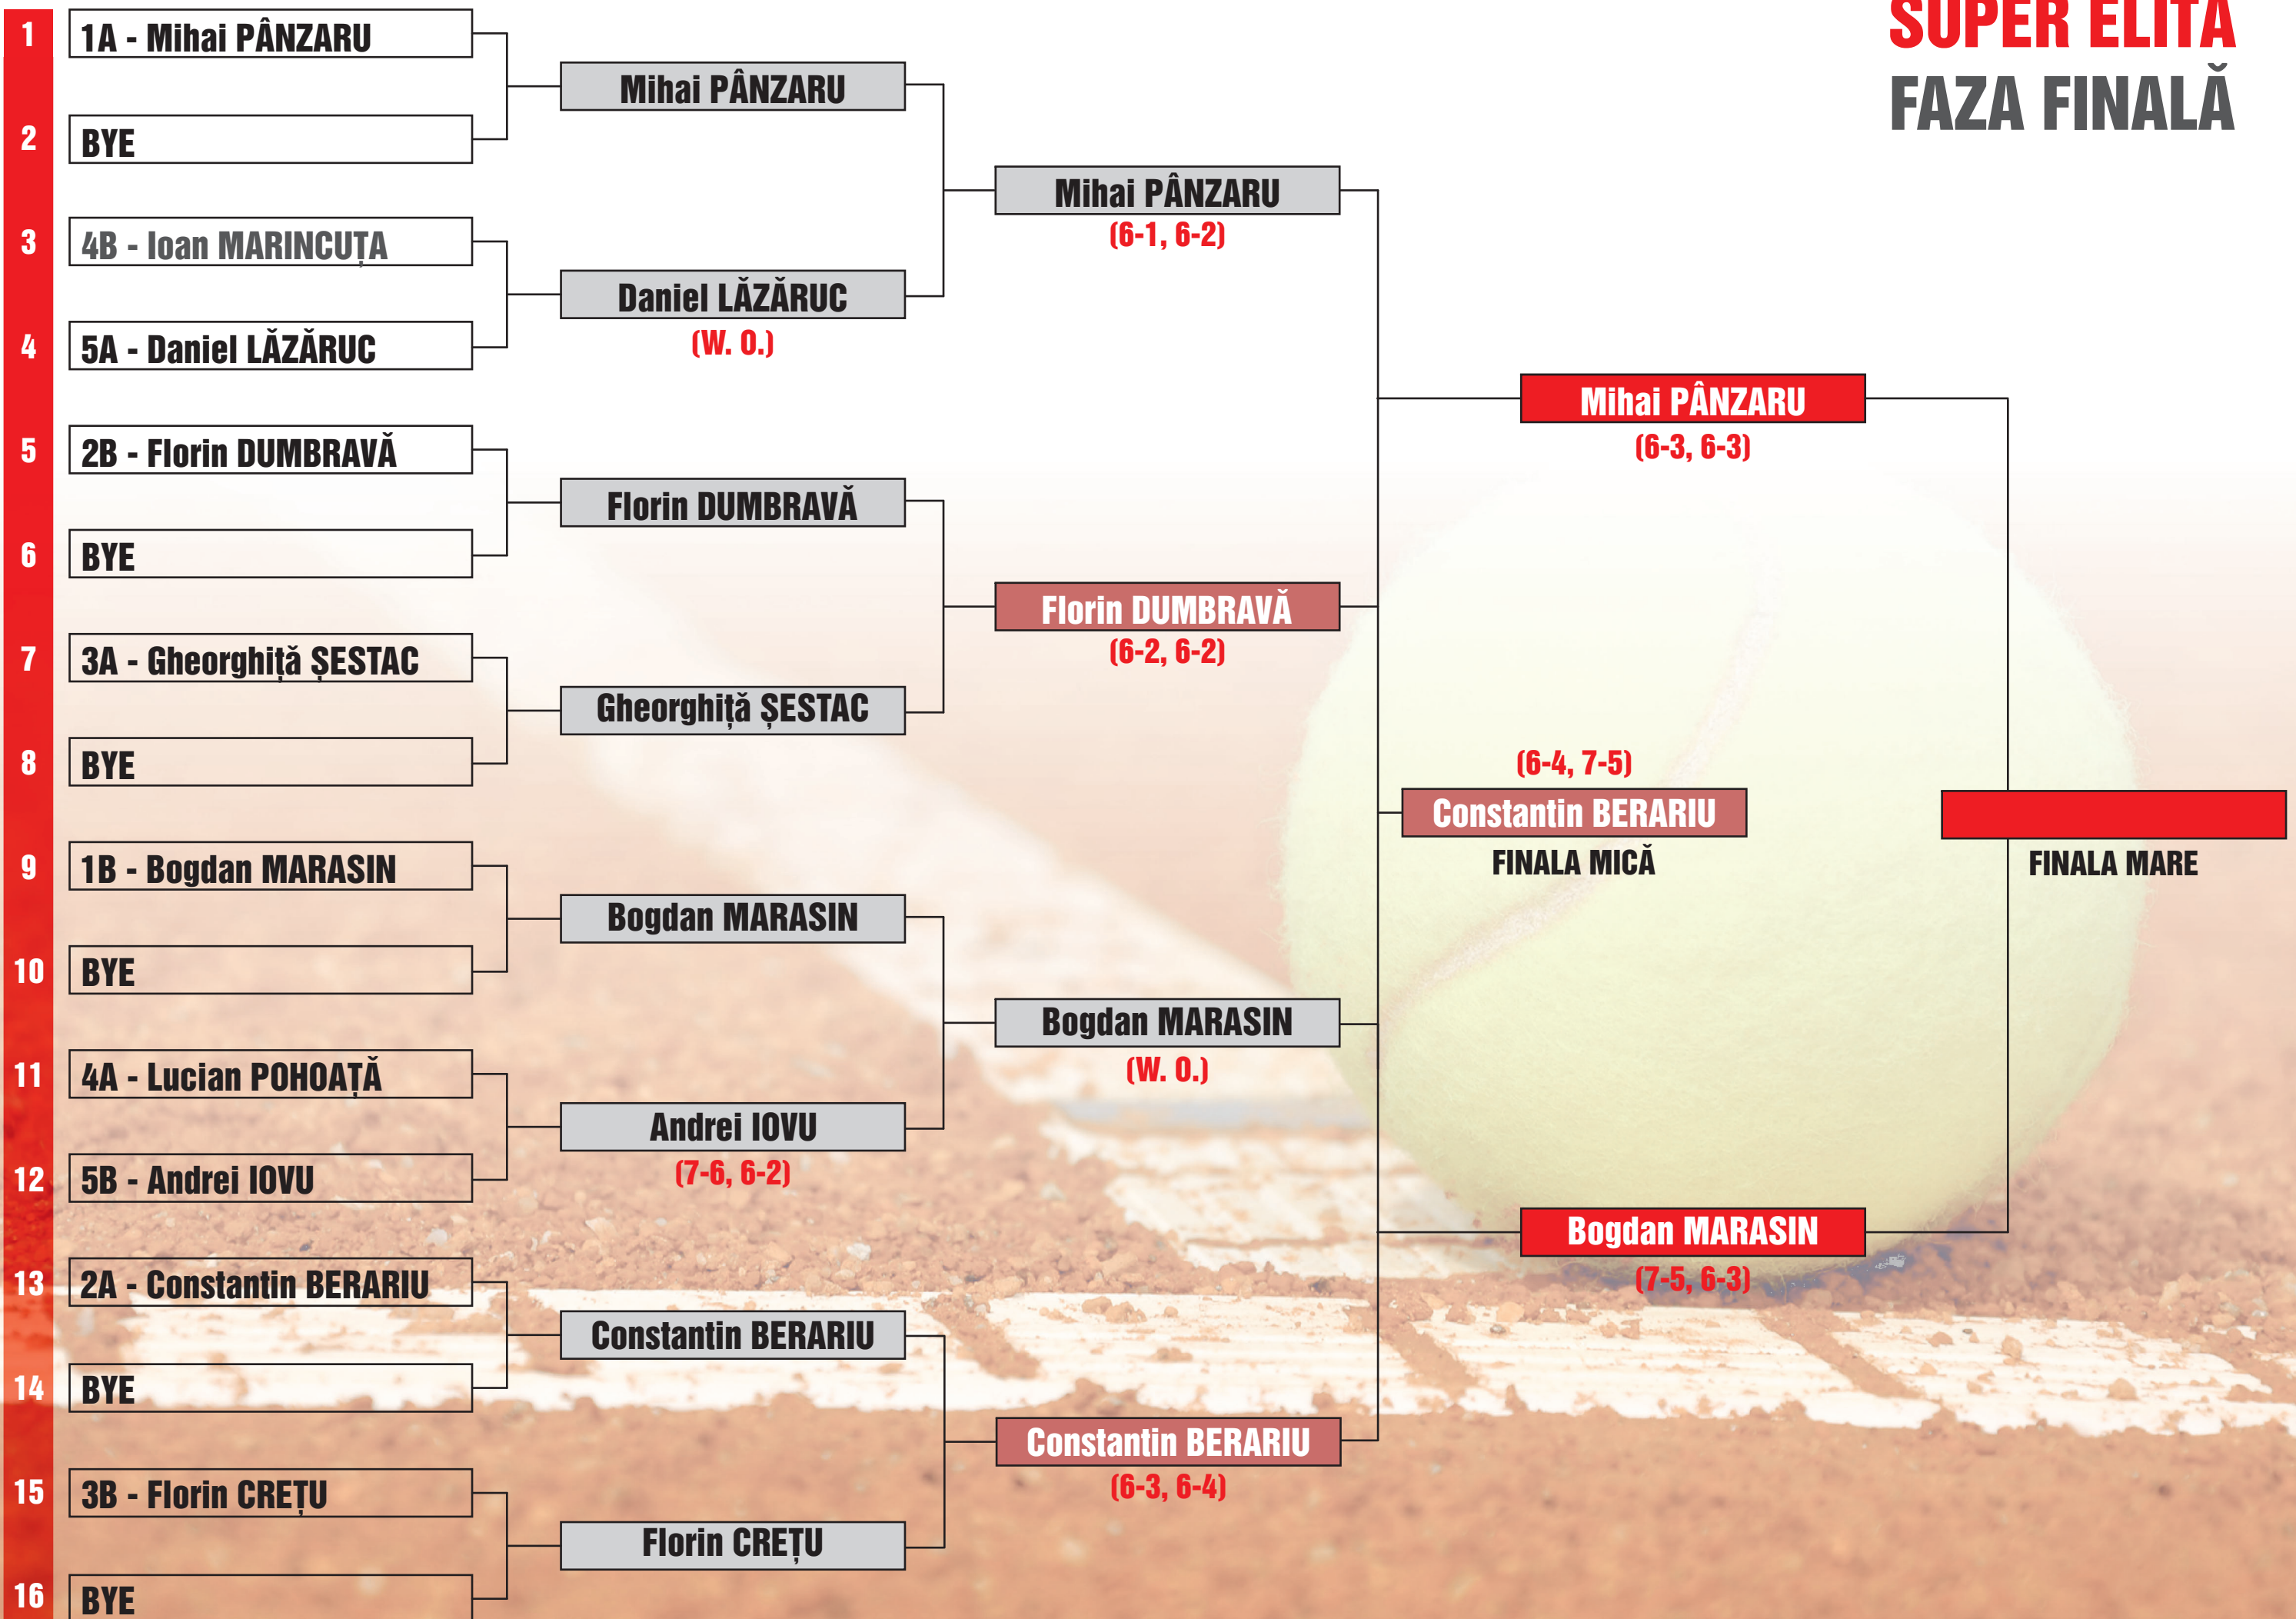 SUPER ELITA
FAZA FINALĂ
1
1A - Mihai PÂNZARU
2
BYE
3
4B - Ioan MARINCUȚA
4
5A - Daniel LĂZĂRUC
5
2B - Florin DUMBRAVĂ
6
BYE
7
3A - Gheorghiță ȘESTAC
8
BYE
9
1B - Bogdan MARASIN
10
BYE
11
4A - Lucian POHOAȚĂ
12
5B - Andrei IOVU
13
2A - Constantin BERARIU
14
BYE
15
3B - Florin CREȚU
16
BYE
Mihai PÂNZARU
Daniel LĂZĂRUC
(W. O.)
Florin DUMBRAVĂ
Gheorghiță ȘESTAC
Bogdan MARASIN
Andrei IOVU
(7-6, 6-2)
Constantin BERARIU
Florin CREȚU
Mihai PÂNZARU
(6-1, 6-2)
Florin DUMBRAVĂ
(6-2, 6-2)
Bogdan MARASIN
(W. O.)
Constantin BERARIU
(6-3, 6-4)
Mihai PÂNZARU
(6-3, 6-3)
(6-4, 7-5)
Constantin BERARIU
FINALA MICĂ
Bogdan MARASIN
(7-5, 6-3)
FINALA MARE